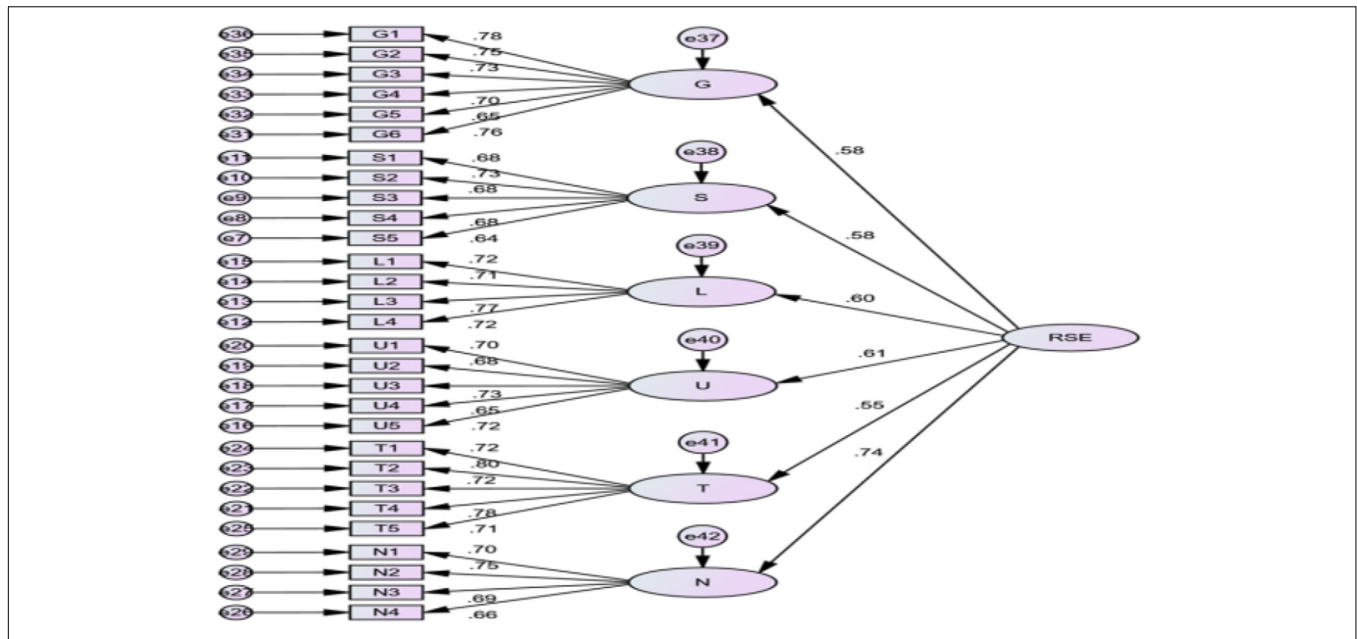 e36 G1 .78 e37
e35 G2 .75
e34 G3 .73 G
e33 G4
e32 G5 .70
.65
e31 G6 .76
.58
e11 S1 .68 e38
e10 S2 .73
e9 S3 .68 S
e8 S4 .68
e7 S5 .64 .58
e15 L1 .72 e39
e14 L2 .71
e13 L3 L .60
.77
e12 L4 .72
RSE
e20 U1 .70 e40
e19 U2 .68 .61
e18 U3 U
.73
e17 U4 .65
e16 U5 .72 .55
e24 T1 .72 e41 .74
e23 T2 .80
e22 T3 .72 T
e21 T4 .78
e25 T5 .71
e29 N1 .70 e42
e28 N2 .75 N
e27 N3 .69
e26 N4 .66